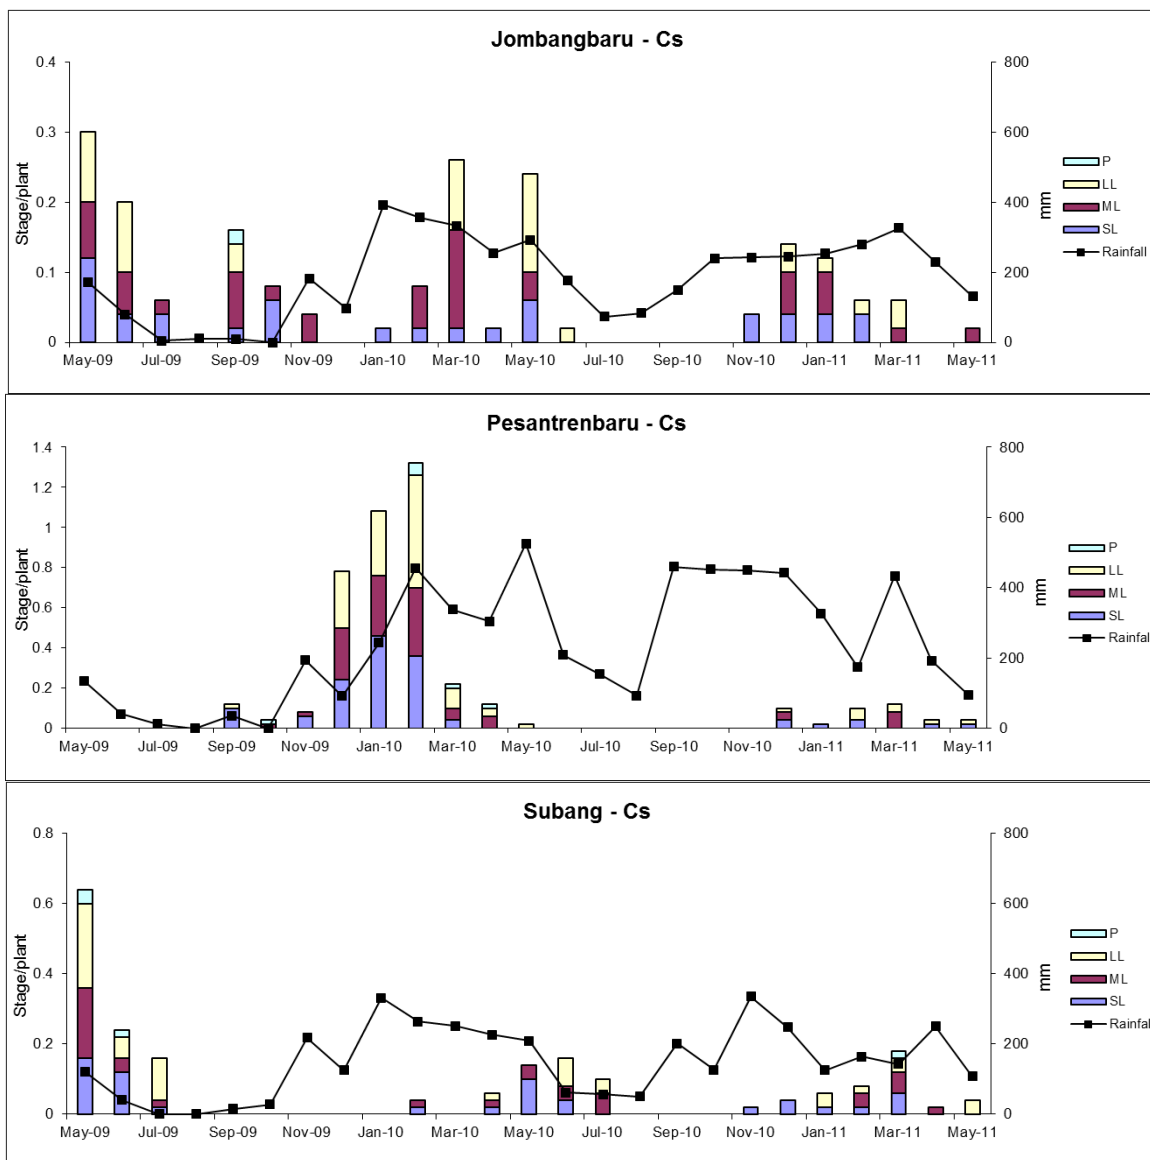 Jombangbaru - Cs
0.4
0.3
0.2
0.1
0
Stage/plant
800
600
400
200
0
mm
P
LL
ML
SL
Rainfall
May-09 Jul-09 Sep-09 Nov-09 Jan-10 Mar-10 May-10 Jul-10 Sep-10 Nov-10 Jan-11 Mar-11 May-11
Pesantrenbaru - Cs
1.4
1.2
1
0.8
0.6
0.4
0.2
0
Stage/plant
800
600
400
200
0
mm
P
LL
ML
SL
Rainfall
May-09 Jul-09 Sep-09 Nov-09 Jan-10 Mar-10 May-10 Jul-10 Sep-10 Nov-10 Jan-11 Mar-11 May-11
Subang - Cs
0.8
0.6
0.4
0.2
0
Stage/plant
800
600
400
200
0
mm
P
LL
ML
SL
Rainfall
May-09 Jul-09 Sep-09 Nov-09 Jan-10 Mar-10 May-10 Jul-10 Sep-10 Nov-10 Jan-11 Mar-11 May-11